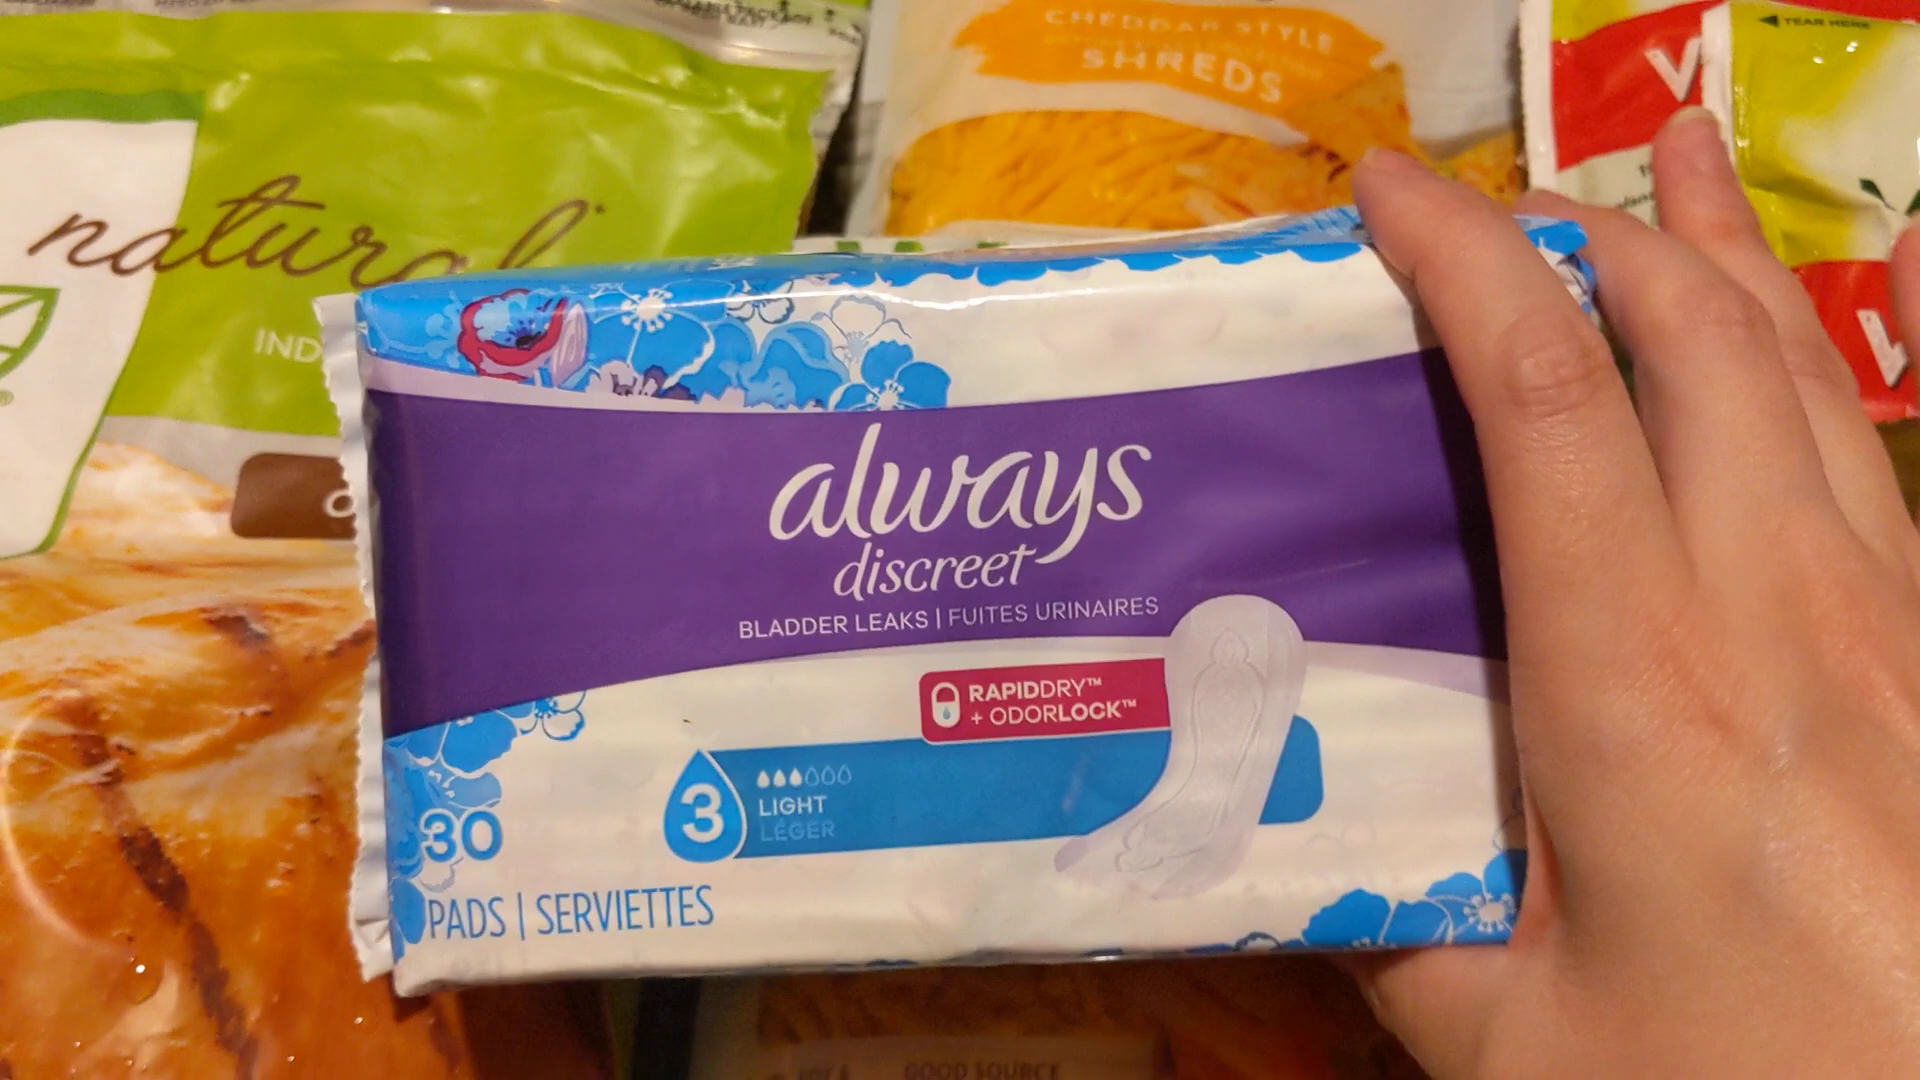 CHEDDAR STYLE
SHREDS
TEAR HERE
natural
IND
always
discreet
BLADDER LEAKS | FUITES URINAIRES
RAPIDDRY™
+ ODORLOCK™
3
LIGHT
LÉGER
30
PADS | SERVIETTES
GOOD SOURCE